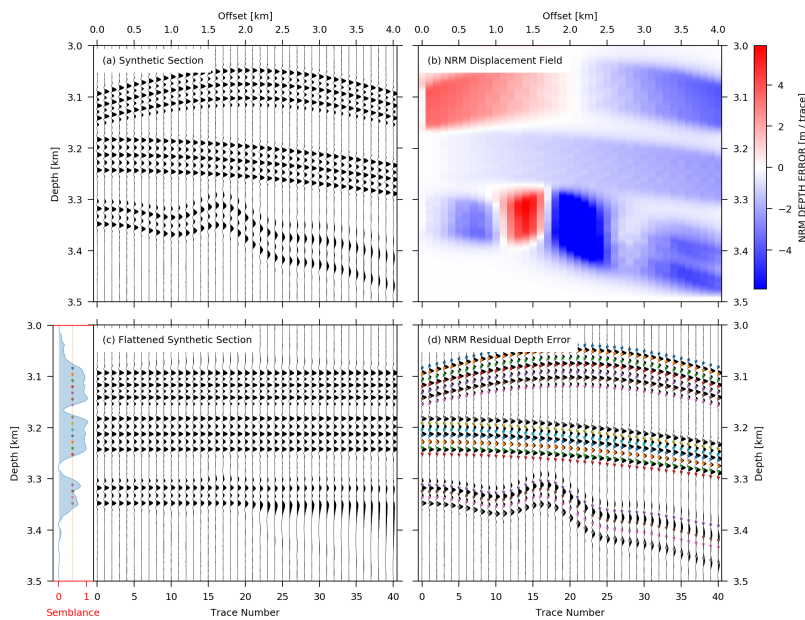 Offset [km]
Offset [km]
0.0 0.5 1.0 1.5 2.0 2.5 3.0 3.5 4.0
0.0 0.5 1.0 1.5 2.0 2.5 3.0 3.5 4.0
(a) Synthetic Section
(b) NRM Displacement Field
Depth [km]
3.0
3.1
3.2
3.3
3.4
3.5
3.0
3.1
3.2
3.3
3.4
3.5
4
2
0
−2
−4
NRM DEPTH ERROR [m / trace]
(c) Flattened Synthetic Section
(d) NRM Residual Depth Error
Depth [km]
3.0
3.1
3.2
3.3
3.4
3.5
3.0
3.1
3.2
3.3
3.4
3.5
Depth [km]
0 1
Semblance
0 5 10 15 20 25 30 35 40
Trace Number
0 5 10 15 20 25 30 35 40
Trace Number